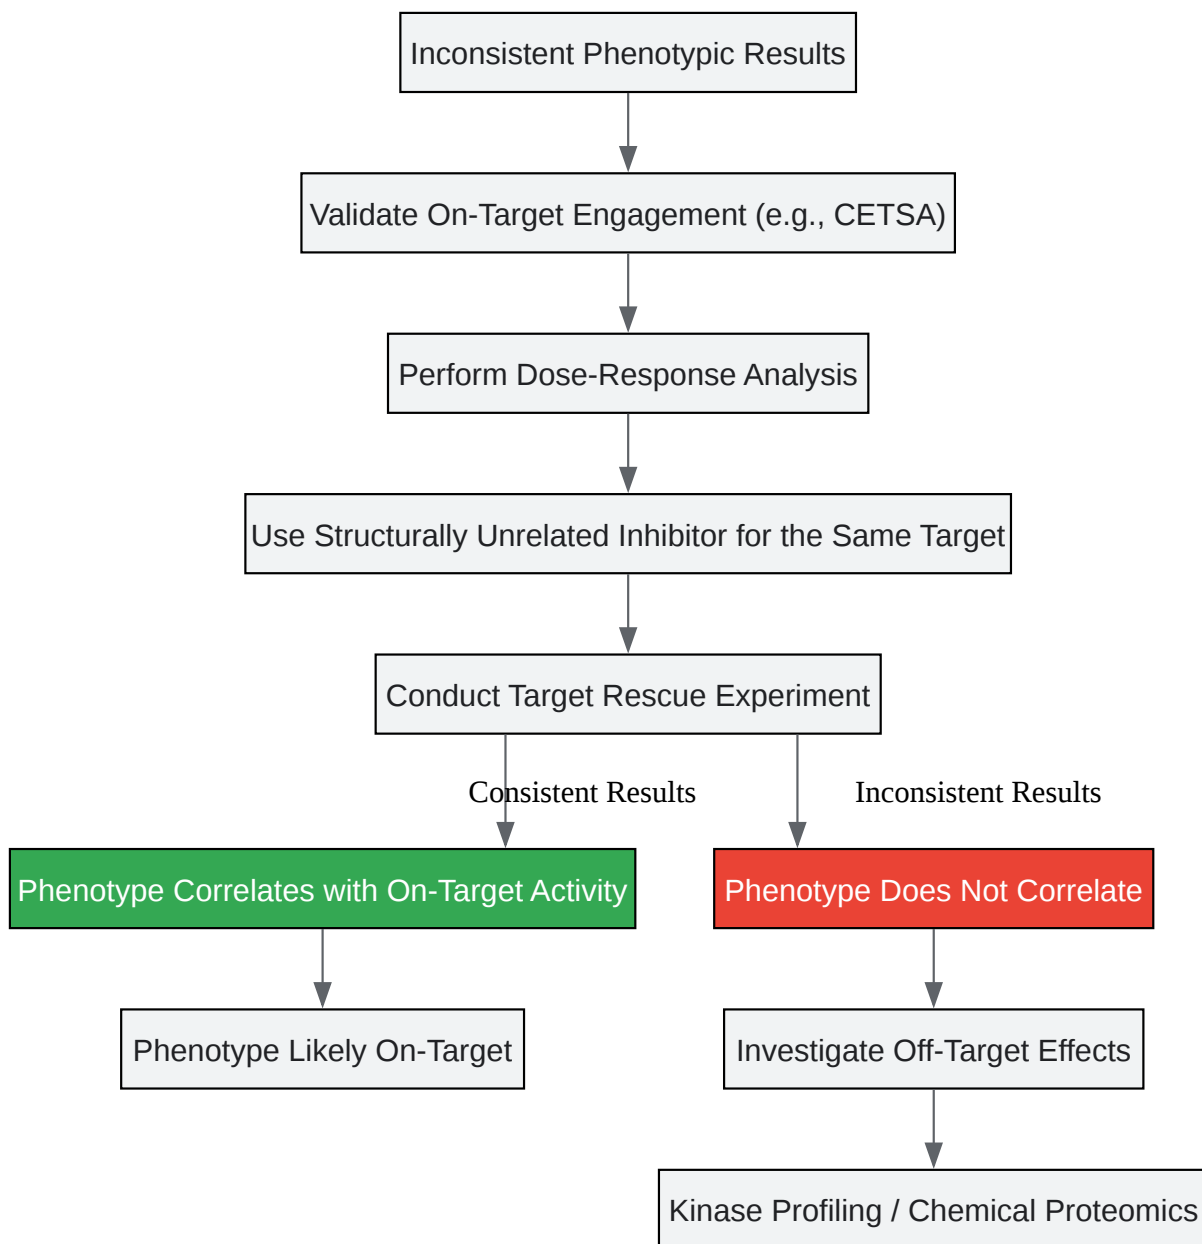 Inconsistent Phenotypic Results
Validate On-Target Engagement (e.g., CETSA)
Perform Dose-Response Analysis
Use Structurally Unrelated Inhibitor for the Same Target
Conduct Target Rescue Experiment
Consistent Results
Inconsistent Results
Phenotype Correlates with On-Target Activity
Phenotype Does Not Correlate
Phenotype Likely On-Target
Investigate Off-Target Effects
Kinase Profiling / Chemical Proteomics